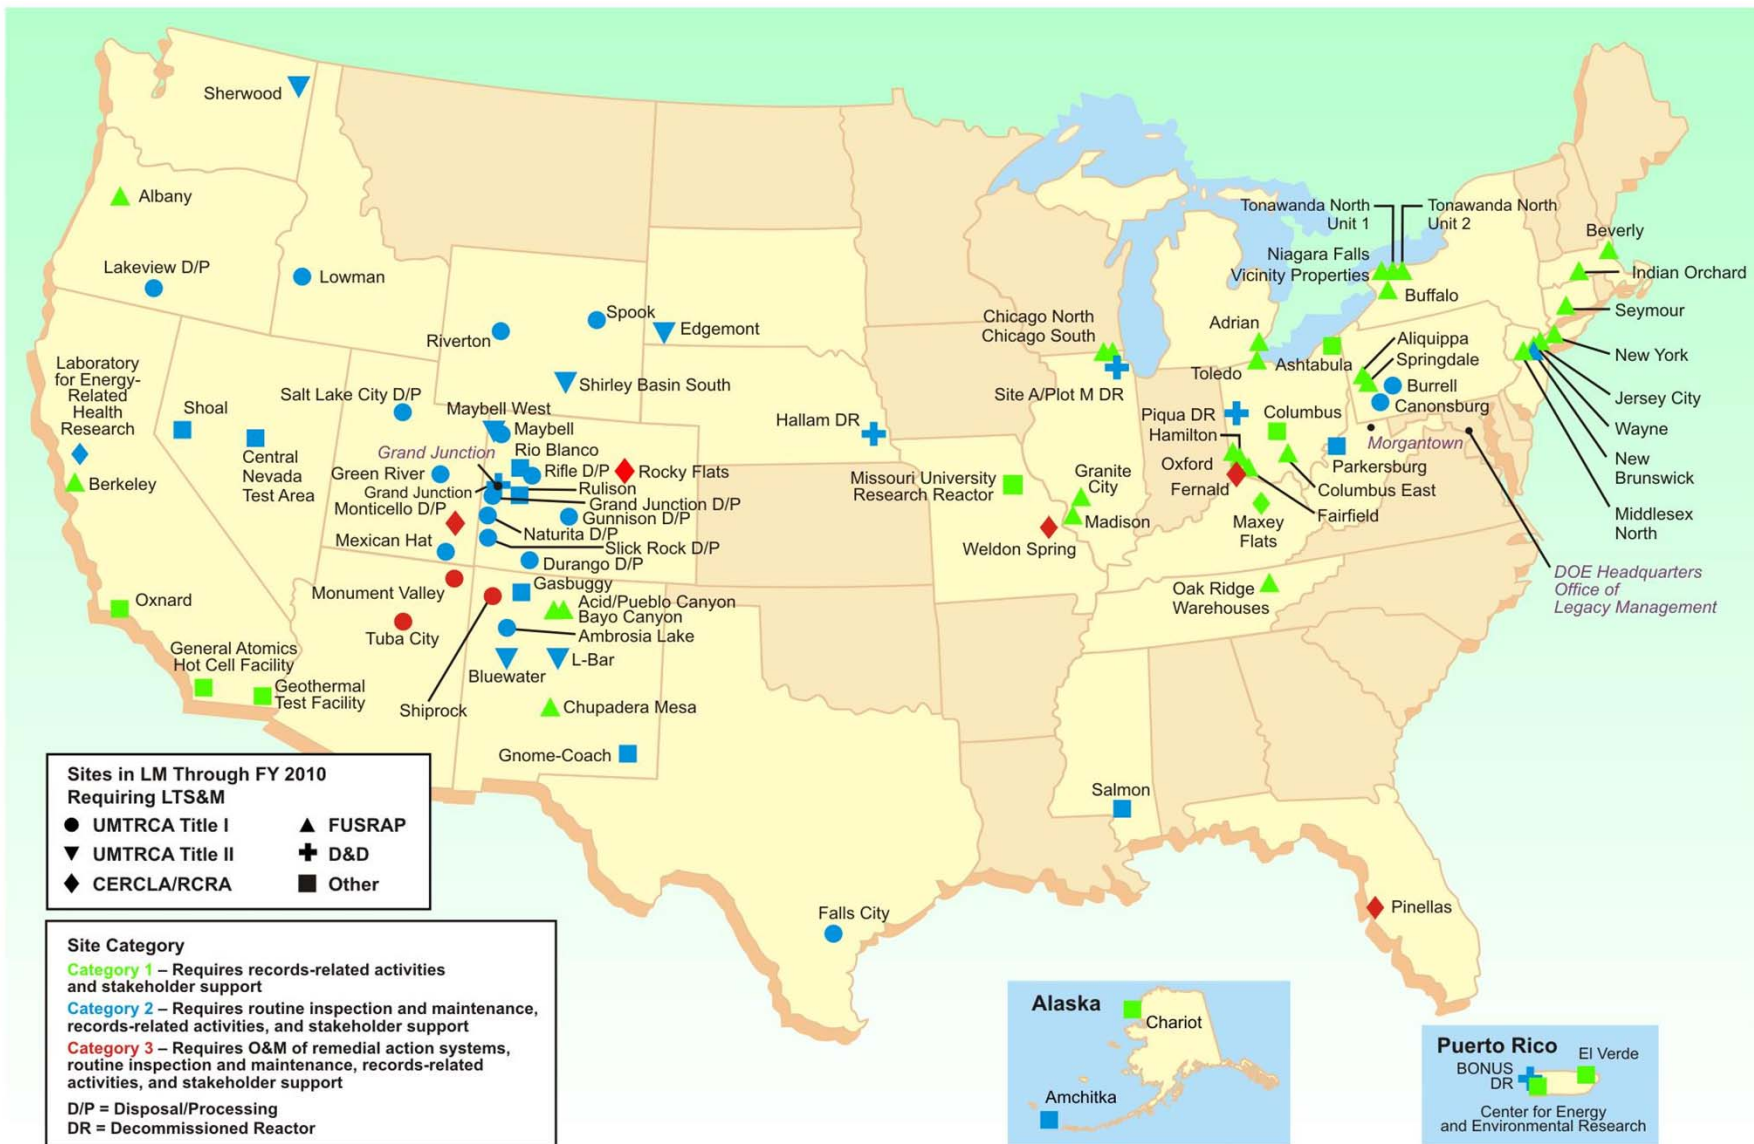 Sherwood
Albany
Lakeview D/P
Lowman
Riverton
Spook
Edgemont
Shirley Basin South
Laboratory
for Energy-
Related
Health
Research
Berkeley
Shoal
Central
Nevada
Test Area
Salt Lake City D/P
Maybell West
Maybell
Rio Blanco
Grand Junction
Green River
Rifle D/P
Rocky Flats
Grand Junction
Rulison
Grand Junction D/P
Monticello D/P
Gunnison D/P
Naturita D/P
Mexican Hat
Slick Rock D/P
Durango D/P
Gasbuggy
Monument Valley
Acid/Pueblo Canyon
Bayo Canyon
Tuba City
Ambrosia Lake
Bluewater
L-Bar
Shiprock
Chupadera Mesa
Gnome-Coach
Oxnard
General Atomics
Hot Cell Facility
Geothermal
Test Facility
Hallam DR
Chicago North
Chicago South
Site A/Plot M DR
Missouri University
Research Reactor
Granite
City
Madison
Weldon Spring
Adrian
Toledo
Ashtabula
Piqua DR
Hamilton
Columbus
Oxford
Fernald
Parkersburg
Columbus East
Fairfield
Maxey
Flats
Oak Ridge
Warehouses
Tonawanda North
Unit 1
Tonawanda North
Unit 2
Niagara Falls
Vicinity Properties
Buffalo
Beverly
Indian Orchard
Seymour
New York
Jersey City
Wayne
New
Brunswick
Middlesex
North
Aliquippa
Springdale
Burrell
Canonsburg
Morgantown
DOE Headquarters
Office of
Legacy Management
Salmon
Falls City
Pinellas
Sites in LM Through FY 2010
Requiring LTS&M
UMTRCA Title I
FUSRAP
UMTRCA Title II
D&D
CERCLA/RCRA
Other
Site Category
Category 1 – Requires records-related activities
and stakeholder support
Category 2 – Requires routine inspection and maintenance,
records-related activities, and stakeholder support
Category 3 – Requires O&M of remedial action systems,
routine inspection and maintenance, records-related
activities, and stakeholder support
D/P = Disposal/Processing
DR = Decommissioned Reactor
Alaska
Chariot
Amchitka
Puerto Rico
El Verde
BONUS
DR
Center for Energy
and Environmental Research